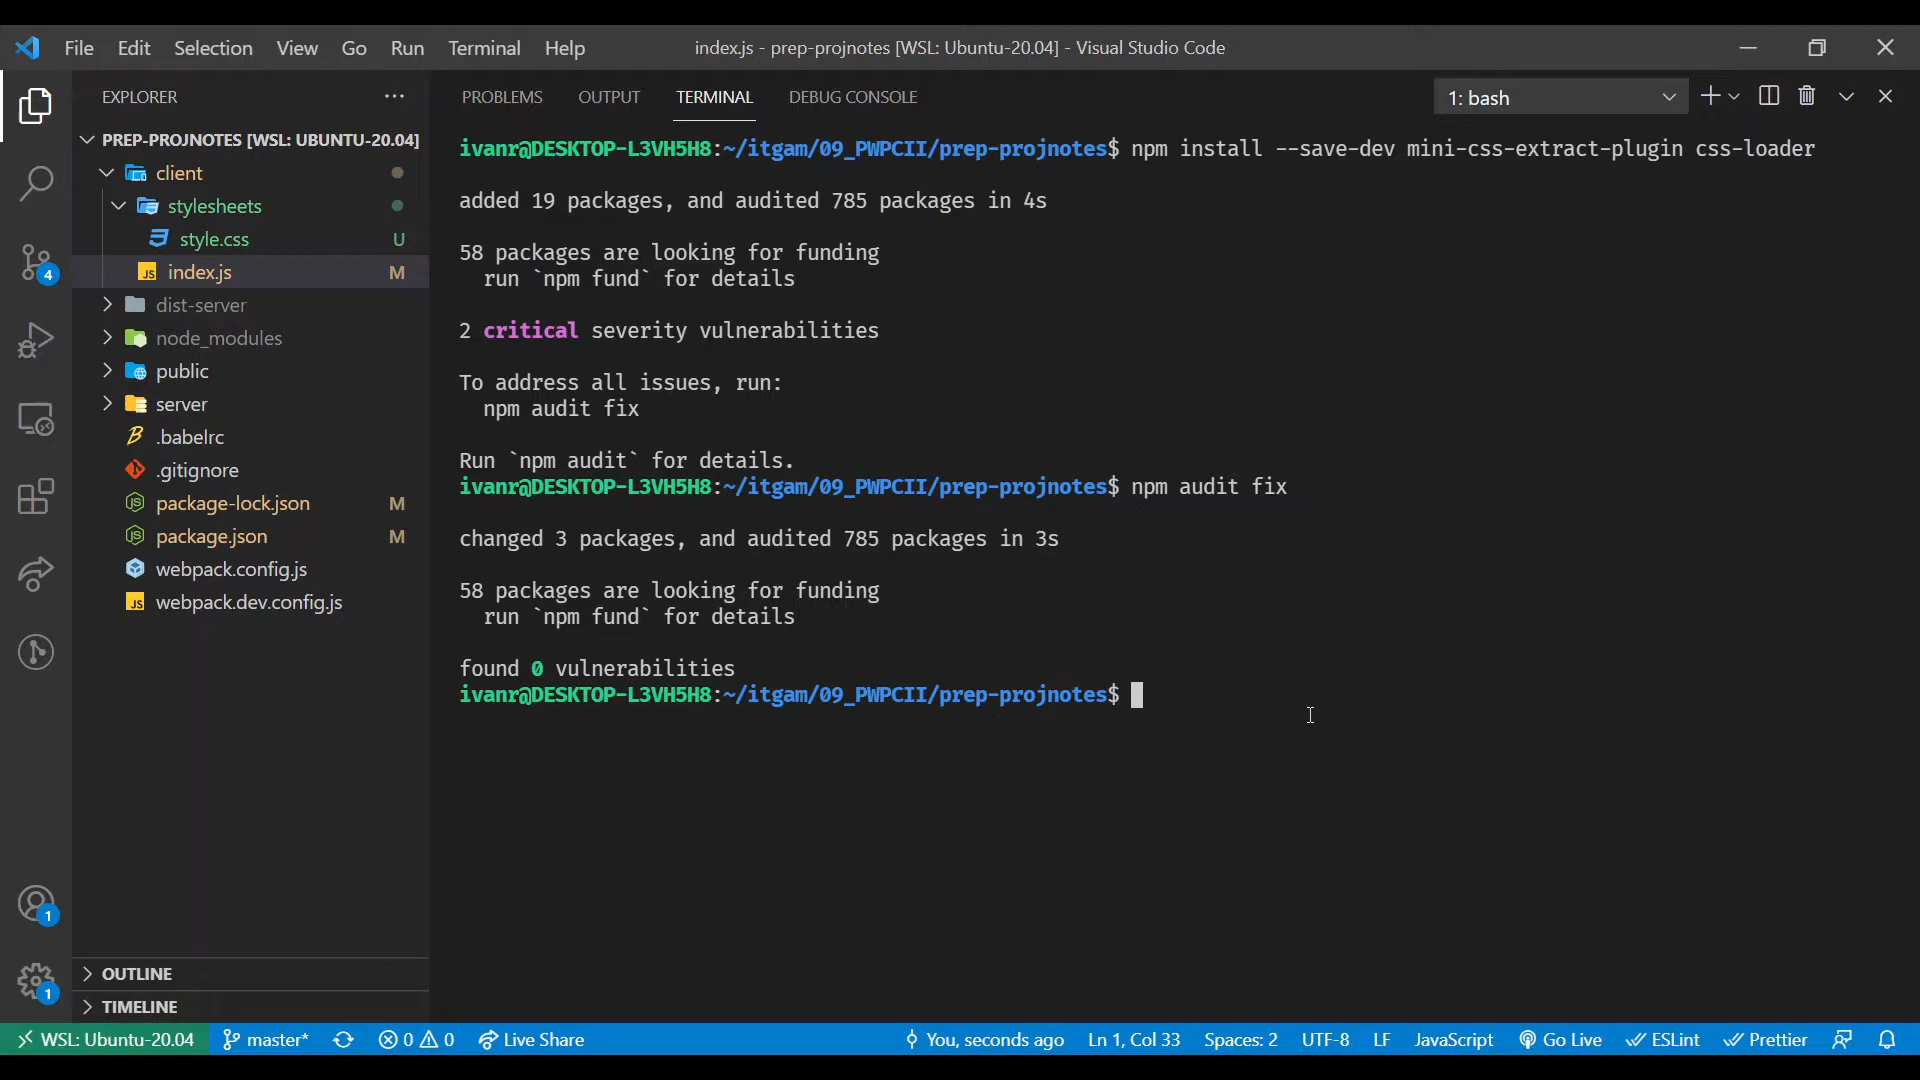 File Edit Selection View Go Run Terminal Help
index.js - prep-projnotes [WSL: Ubuntu-20.04] - Visual Studio Code
EXPLORER
PREP-PROJNOTES [WSL: UBUNTU-20.04]
client
stylesheets
style.css U
index.js M
dist-server
node_modules
public
server
.babelrc
.gitignore
package-lock.json M
package.json M
webpack.config.js
webpack.dev.config.js
OUTLINE
TIMELINE
4
1
1
PROBLEMS OUTPUT TERMINAL DEBUG CONSOLE
1: bash
ivanr@DESKTOP-L3VH5H8:~/itgam/09_PWPCII/prep-projnotes$ npm install --save-dev mini-css-extract-plugin css-loader
added 19 packages, and audited 785 packages in 4s
58 packages are looking for funding
run `npm fund` for details
2 critical severity vulnerabilities
To address all issues, run:
npm audit fix
Run `npm audit` for details.
ivanr@DESKTOP-L3VH5H8:~/itgam/09_PWPCII/prep-projnotes$ npm audit fix
changed 3 packages, and audited 785 packages in 3s
58 packages are looking for funding
run `npm fund` for details
found 0 vulnerabilities
ivanr@DESKTOP-L3VH5H8:~/itgam/09_PWPCII/prep-projnotes$
WSL: Ubuntu-20.04 master* 0 0 Live Share You, seconds ago Ln 1, Col 33 Spaces: 2 UTF-8 LF JavaScript Go Live ESLint Prettier